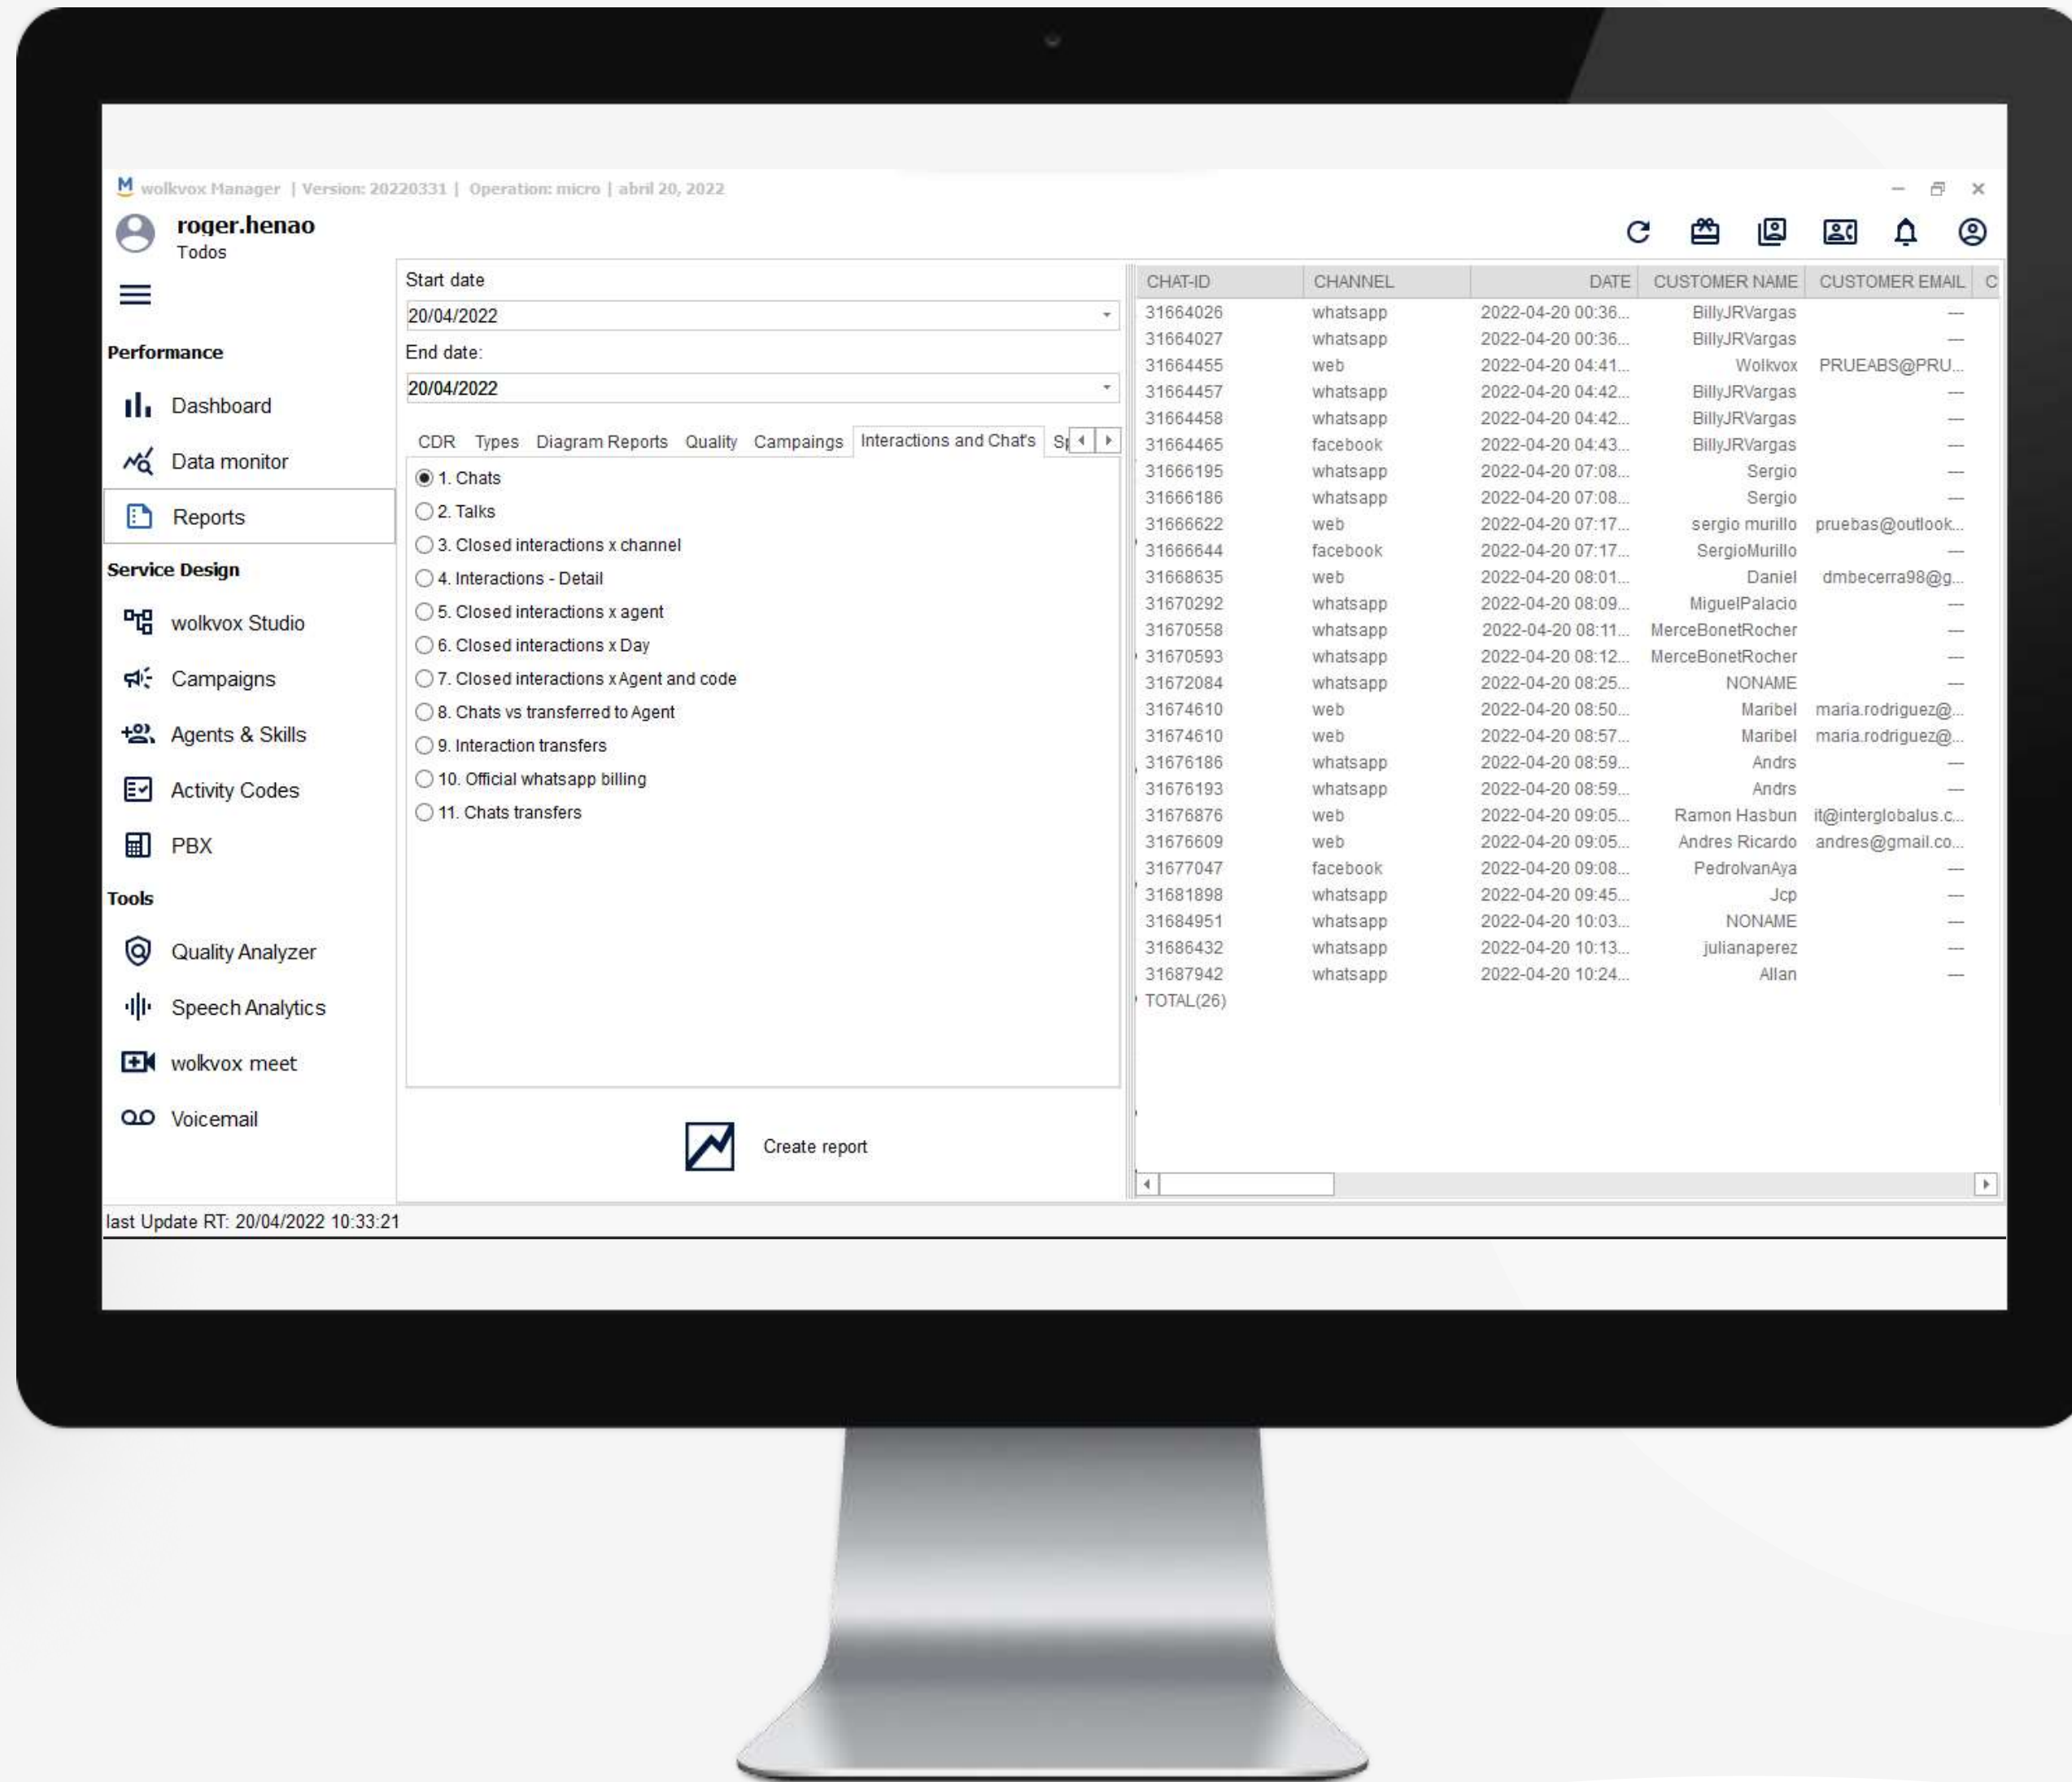 M wolkvox Manager | Version: 20220331 | Operation: micro | abril 20, 2022
roger.henao
Todos
Performance
Dashboard
Data monitor
Reports
Service Design
wolkvox Studio
Campaigns
Agents & Skills
Activity Codes
PBX
Tools
Quality Analyzer
Speech Analytics
wolkvox meet
Voicemail
Start date
20/04/2022
End date:
20/04/2022
CDR Types Diagram Reports Quality Campaings Interactions and Chat's Sp
1. Chats
2. Talks
3. Closed interactions x channel
4. Interactions - Detail
5. Closed interactions x agent
6. Closed interactions x Day
7. Closed interactions x Agent and code
8. Chats vs transferred to Agent
9. Interaction transfers
10. Official whatsapp billing
11. Chats transfers
Create report
CHAT-ID CHANNEL DATE CUSTOMER NAME CUSTOMER EMAIL C
31664026 whatsapp 2022-04-20 00:36... BillyJRVargas ---
31664027 whatsapp 2022-04-20 00:36... BillyJRVargas ---
31664455 web 2022-04-20 04:41... Wolkvox PRUEABS@PRU...
31664457 whatsapp 2022-04-20 04:42... BillyJRVargas ---
31664458 whatsapp 2022-04-20 04:42... BillyJRVargas ---
31664465 facebook 2022-04-20 04:43... BillyJRVargas ---
31666195 whatsapp 2022-04-20 07:08... Sergio ---
31666186 whatsapp 2022-04-20 07:08... Sergio ---
31666622 web 2022-04-20 07:17... sergio murillo pruebas@outlook...
31666644 facebook 2022-04-20 07:17... SergioMurillo ---
31668635 web 2022-04-20 08:01... Daniel dmbecerra98@g...
31670292 whatsapp 2022-04-20 08:09... MiguelPalacio ---
31670558 whatsapp 2022-04-20 08:11... MerceBonetRocher ---
31670593 whatsapp 2022-04-20 08:12... MerceBonetRocher ---
31672084 whatsapp 2022-04-20 08:25... NONAME ---
31674610 web 2022-04-20 08:50... Maribel maria.rodriguez@...
31674610 web 2022-04-20 08:57... Maribel maria.rodriguez@...
31676186 whatsapp 2022-04-20 08:59... Andrs ---
31676193 whatsapp 2022-04-20 08:59... Andrs ---
31676876 web 2022-04-20 09:05... Ramon Hasbun it@interglobalus.c...
31676609 web 2022-04-20 09:05... Andres Ricardo andres@gmail.co...
31677047 facebook 2022-04-20 09:08... PedroIvanAya ---
31681898 whatsapp 2022-04-20 09:45... Jcp ---
31684951 whatsapp 2022-04-20 10:03... NONAME ---
31686432 whatsapp 2022-04-20 10:13... julianaperez ---
31687942 whatsapp 2022-04-20 10:24... Allan ---
TOTAL(26)
last Update RT: 20/04/2022 10:33:21